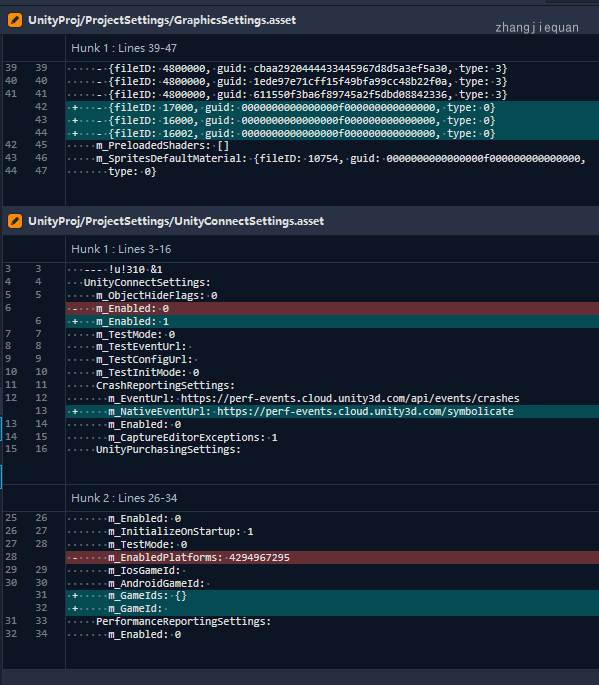 UnityProj/ProjectSettings/GraphicsSettings.asset
zhangjiequan
Hunk 1 : Lines 39-47
39 39 - {fileID: 4800000, guid: cbaa2920444433445967d8d5a3ef5a30, type: 3}
40 40 - {fileID: 4800000, guid: 1ede97e71cff15f49bfa99cc48b22f0a, type: 3}
41 41 - {fileID: 4800000, guid: 611550f3ba6f89745a2f5dbd08842336, type: 3}
42 + - {fileID: 17000, guid: 0000000000000000f000000000000000, type: 0}
43 + - {fileID: 16000, guid: 0000000000000000f000000000000000, type: 0}
44 + - {fileID: 16002, guid: 0000000000000000f000000000000000, type: 0}
42 45 m_PreloadedShaders: []
43 46 m_SpritesDefaultMaterial: {fileID: 10754, guid: 0000000000000000f000000000000000,
44 47 type: 0}
UnityProj/ProjectSettings/UnityConnectSettings.asset
Hunk 1 : Lines 3-16
3 3 --- !u!310 &1
4 4 UnityConnectSettings:
5 5 m_ObjectHideFlags: 0
6 - m_Enabled: 0
6 + m_Enabled: 1
7 7 m_TestMode: 0
8 8 m_TestEventUrl:
9 9 m_TestConfigUrl:
10 10 m_TestInitMode: 0
11 11 CrashReportingSettings:
12 12 m_EventUrl: https://perf-events.cloud.unity3d.com/api/events/crashes
13 + m_NativeEventUrl: https://perf-events.cloud.unity3d.com/symbolicate
13 14 m_Enabled: 0
14 15 m_CaptureEditorExceptions: 1
15 16 UnityPurchasingSettings:
Hunk 2 : Lines 26-34
25 26 m_Enabled: 0
26 27 m_InitializeOnStartup: 1
27 28 m_TestMode: 0
28 - m_EnabledPlatforms: 4294967295
29 29 m_IosGameId:
30 30 m_AndroidGameId:
31 + m_GameIds: {}
32 + m_GameId:
31 33 PerformanceReportingSettings:
32 34 m_Enabled: 0